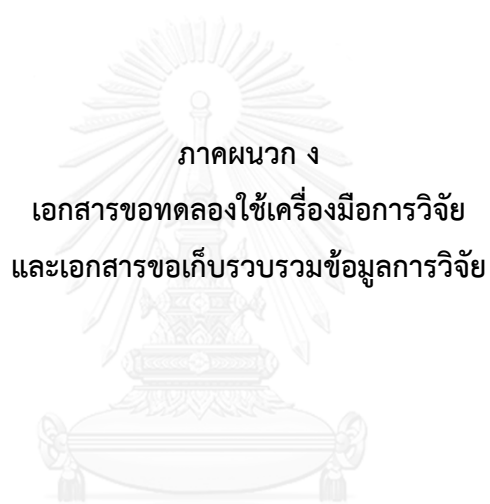 ภาคผนวก ง
เอกสารขอทดลองใช้เครื่องมือการวิจัย
และเอกสารขอเก็บรวบรวมข้อมูลการวิจัย